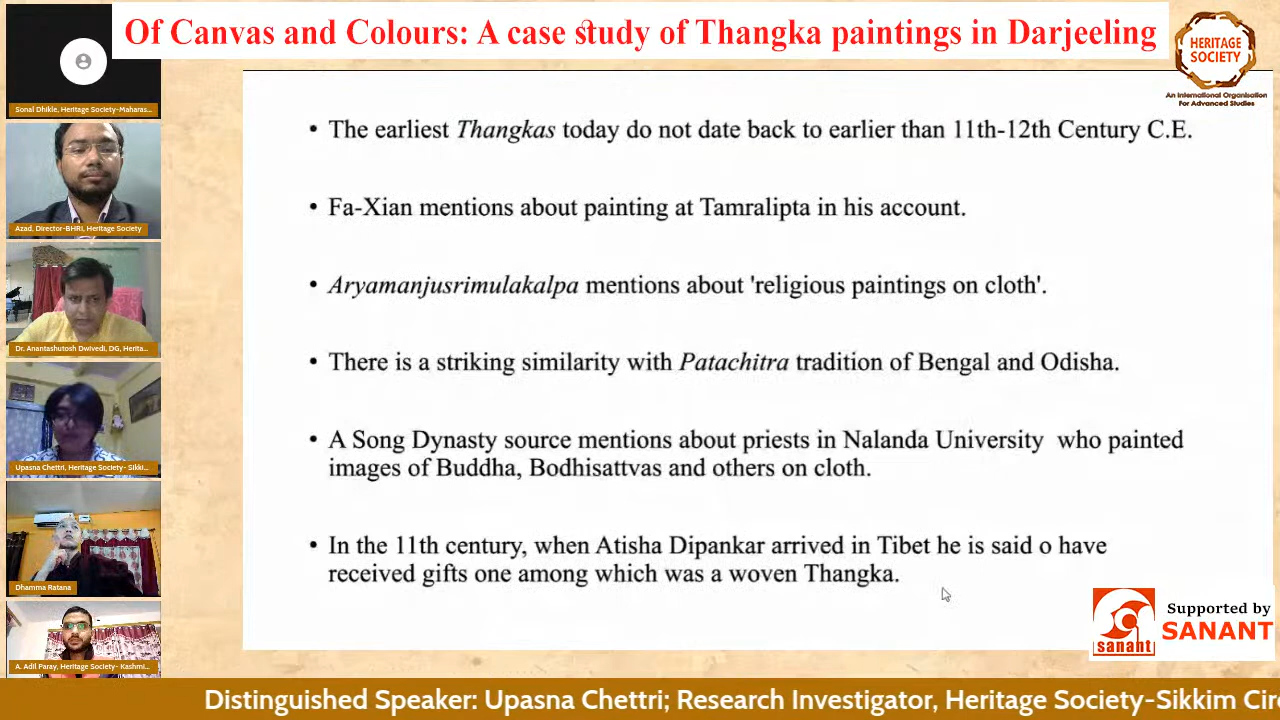 Of Canvas and Colours: A case study of Thangka paintings in Darjeeling
HERITAGE
SOCIETY
An International Organisation
For Advanced Studies
Sonal Dhikle, Heritage Society-Maharas...
Azad, Director-BHRI, Heritage Society
Dr. Anantashutosh Dwivedi, DG, Herita...
Upasna Chettri, Heritage Society- Sikki...
Dhamma Ratana
A. Adil Paray, Heritage Society- Kashmi...
• The earliest Thangkas today do not date back to earlier than 11th-12th Century C.E.
• Fa-Xian mentions about painting at Tamralipta in his account.
• Aryamanjusrimulakalpa mentions about 'religious paintings on cloth'.
• There is a striking similarity with Patachitra tradition of Bengal and Odisha.
• A Song Dynasty source mentions about priests in Nalanda University who painted
images of Buddha, Bodhisattvas and others on cloth.
• In the 11th century, when Atisha Dipankar arrived in Tibet he is said o have
received gifts one among which was a woven Thangka.
sanant
Supported by
SANANT
Distinguished Speaker: Upasna Chettri; Research Investigator, Heritage Society-Sikkim Circ